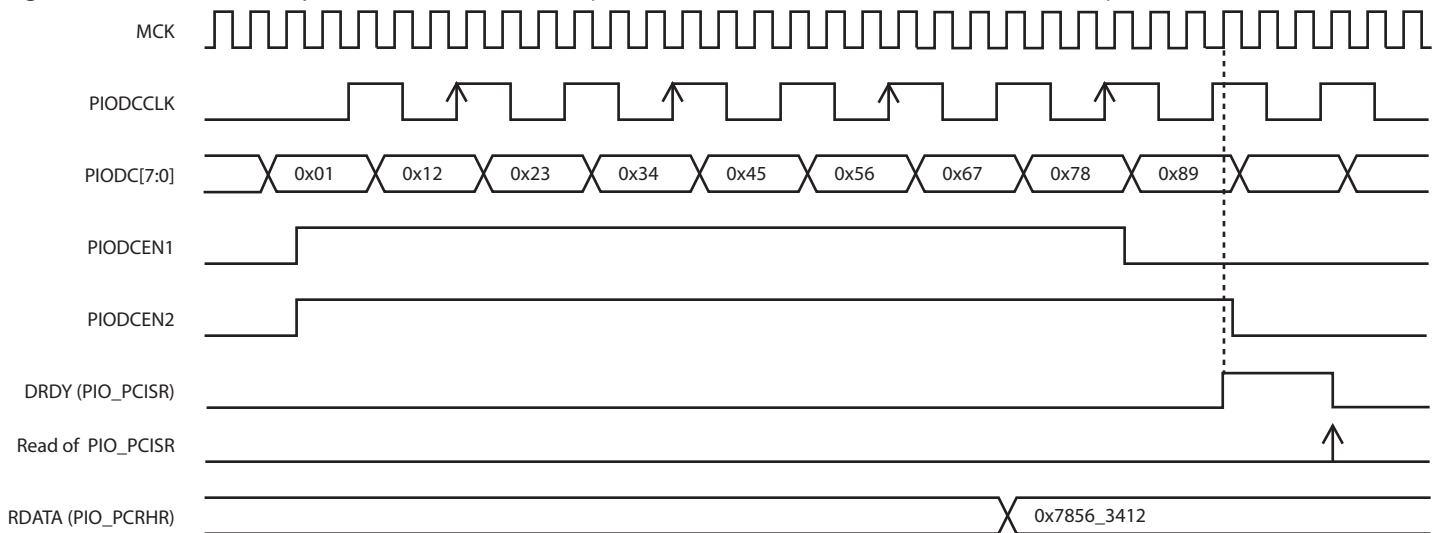 MCK
PIODCCLK
PIODC[7:0] 0x01 0x12 0x23 0x34 0x45 0x56 0x67 0x78 0x89
PIODCEN1
PIODCEN2
DRDY (PIO_PCISR)
Read of PIO_PCISR
RDATA (PIO_PCRHR) 0x7856_3412